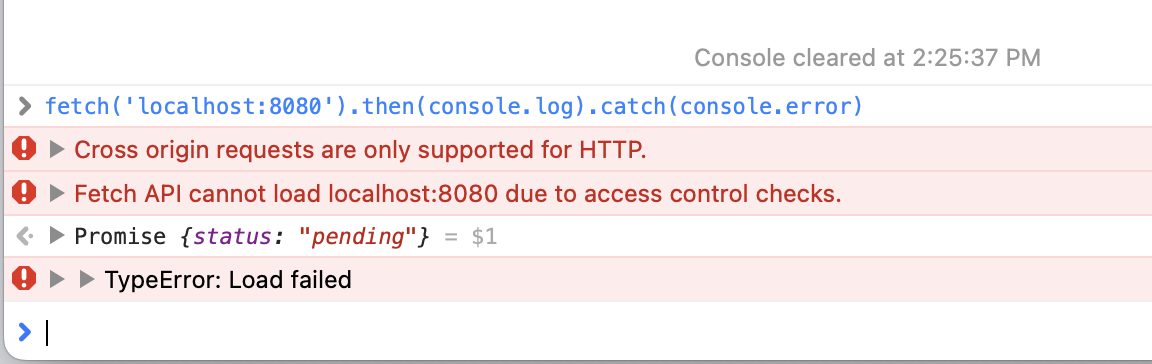 Console cleared at 2:25:37 PM
fetch('localhost:8080').then(console.log).catch(console.error)
Cross origin requests are only supported for HTTP.
Fetch API cannot load localhost:8080 due to access control checks.
Promise {status: "pending"} = $1
TypeError: Load failed